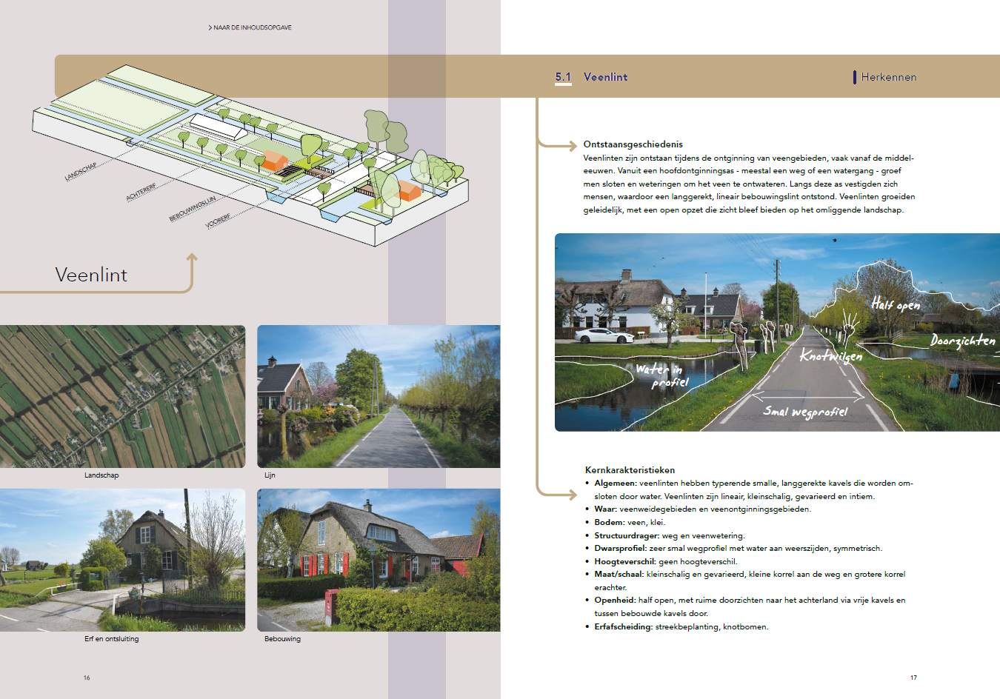 > NAAR DE INHOUDSOPGAVE
LANDSCHAP
ACHTERERF
BEBOUWINGSLIJN
VOORERF
Veenlint
Landschap
Lijn
Erf en ontsluiting
Bebouwing
16
5.1 Veenlint
Herkennen
Ontstaansgeschiedenis
Veenlinten zijn ontstaan tijdens de ontginning van veengebieden, vaak vanaf de middel-
eeuwen. Vanuit een hoofdontginningsas - meestal een weg of een watergang - groef
men sloten en weteringen om het veen te ontwateren. Langs deze as vestigden zich
mensen, waardoor een langgerekt, lineair bebouwingslint ontstond. Veenlinten groeiden
geleidelijk, met een open opzet die zicht bleef bieden op het omliggende landschap.
Half open
Doorzichten
Knotwilgen
Water in
profiel
Smal wegprofiel
Kernkarakteristieken
• Algemeen: veenlinten hebben typerende smalle, langgerekte kavels die worden om-
sloten door water. Veenlinten zijn lineair, kleinschalig, gevarieerd en intiem.
• Waar: veenweidegebieden en veenontginningsgebieden.
• Bodem: veen, klei.
• Structuurdrager: weg en veenwetering.
• Dwarsprofiel: zeer smal wegprofiel met water aan weerszijden, symmetrisch.
• Hoogteverschil: geen hoogteverschil.
• Maat/schaal: kleinschalig en gevarieerd, kleine korrel aan de weg en grotere korrel
erachter.
• Openheid: half open, met ruime doorzichten naar het achterland via vrije kavels en
tussen bebouwde kavels door.
• Erfafscheiding: streekbeplanting, knotbomen.
17